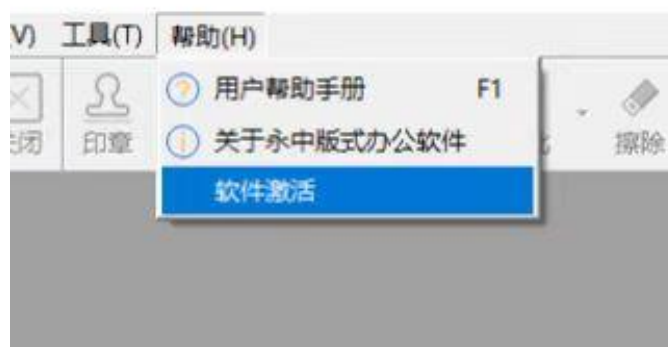 V) 工具(T) 帮助(H)
用户帮助手册 F1
关于永中版式办公软件
软件激活
印章
擦除